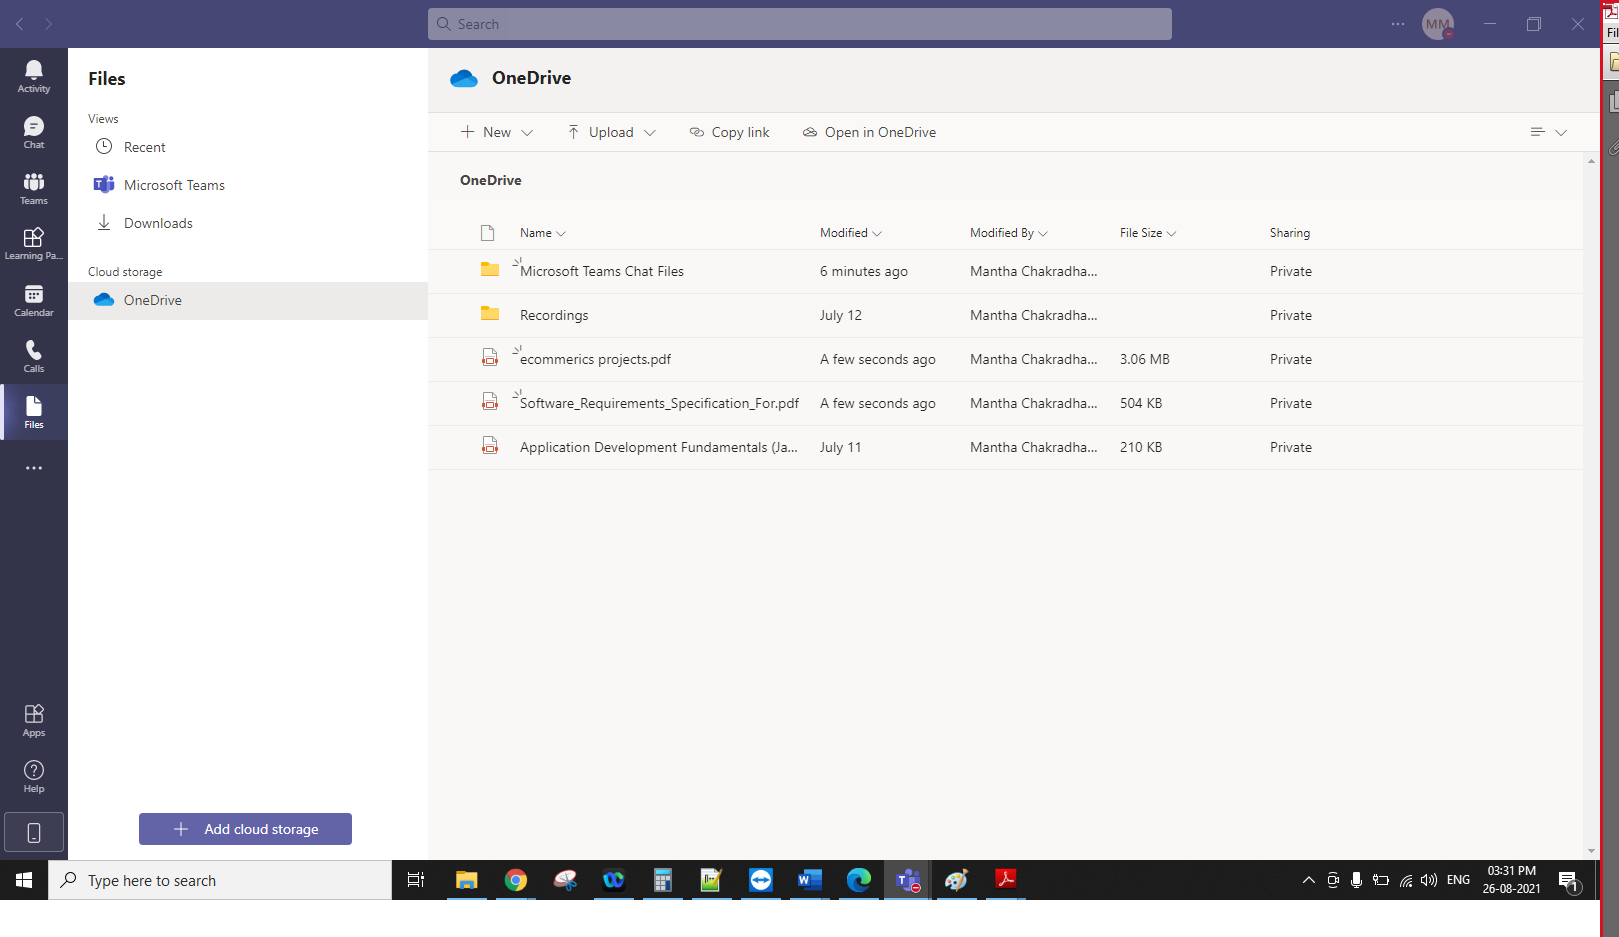 Search
MM
Fil
Activity
Chat
Teams
Learning Pa...
Calendar
Calls
Files
Apps
Help
Files
Views
Recent
Microsoft Teams
Downloads
Cloud storage
OneDrive
Add cloud storage
OneDrive
New Upload Copy link Open in OneDrive
OneDrive
Name Modified Modified By File Size Sharing
Microsoft Teams Chat Files 6 minutes ago Mantha Chakradha... Private
Recordings July 12 Mantha Chakradha... Private
ecommerics projects.pdf A few seconds ago Mantha Chakradha... 3.06 MB Private
Software_Requirements_Specification_For.pdf A few seconds ago Mantha Chakradha... 504 KB Private
Application Development Fundamentals (Ja... July 11 Mantha Chakradha... 210 KB Private
Type here to search
ENG
03:31 PM
26-08-2021
1